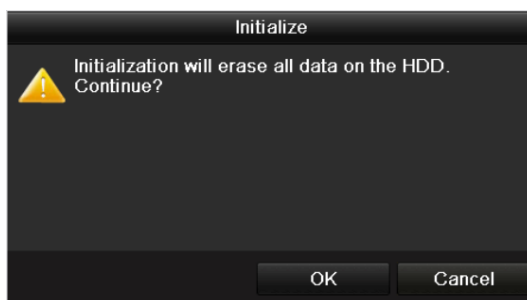 Initialize
Initialization will erase all data on the HDD.
Continue?
OK
Cancel